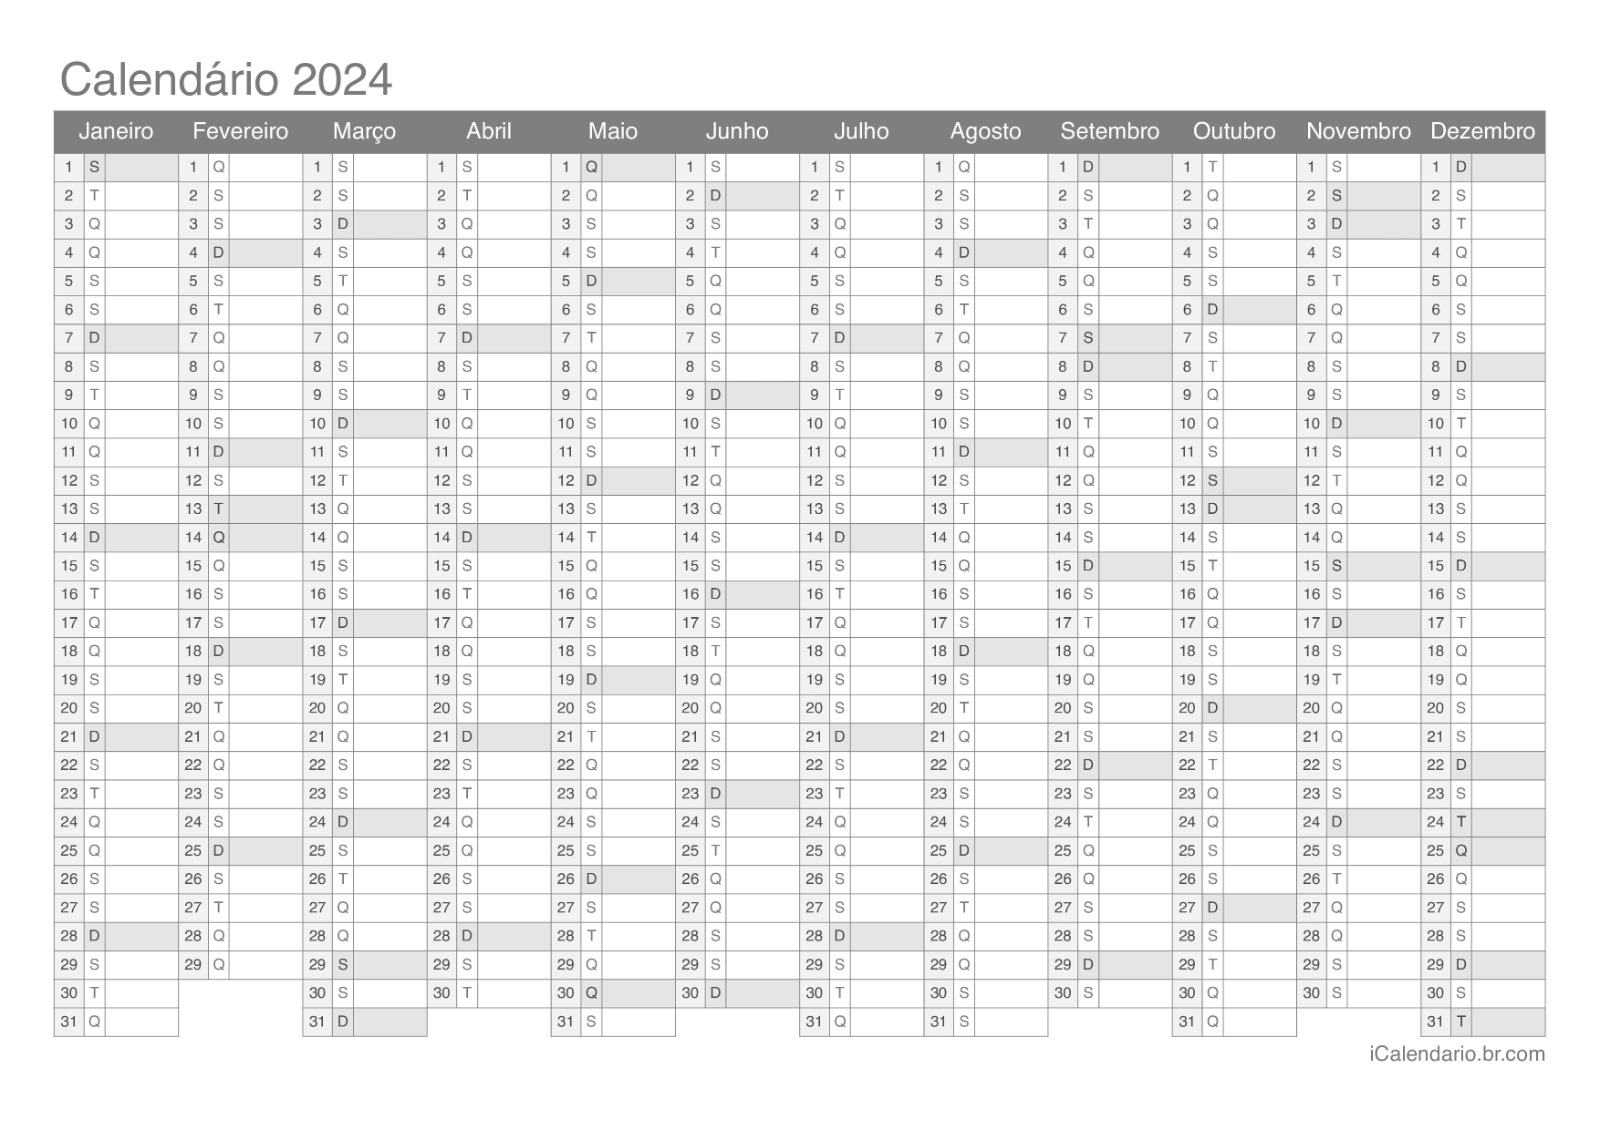 Calendário 2024
Janeiro Fevereiro Março Abril Maio Junho Julho Agosto Setembro Outubro Novembro Dezembro
1 S 1 Q 1 S 1 S 1 Q 1 S 1 S 1 Q 1 D 1 T 1 S 1 D
2 T 2 S 2 S 2 T 2 Q 2 D 2 T 2 S 2 S 2 Q 2 S 2 S
3 Q 3 S 3 D 3 Q 3 S 3 S 3 Q 3 S 3 T 3 Q 3 D 3 T
4 Q 4 D 4 S 4 Q 4 S 4 T 4 Q 4 D 4 Q 4 S 4 S 4 Q
5 S 5 S 5 T 5 S 5 D 5 Q 5 S 5 S 5 Q 5 S 5 T 5 Q
6 S 6 T 6 Q 6 S 6 S 6 Q 6 S 6 T 6 S 6 D 6 Q 6 S
7 D 7 Q 7 Q 7 D 7 T 7 S 7 D 7 Q 7 S 7 S 7 Q 7 S
8 S 8 Q 8 S 8 S 8 Q 8 S 8 S 8 Q 8 D 8 T 8 S 8 D
9 T 9 S 9 S 9 T 9 Q 9 D 9 T 9 S 9 S 9 Q 9 S 9 S
10 Q 10 S 10 D 10 Q 10 S 10 S 10 Q 10 S 10 T 10 Q 10 D 10 T
11 Q 11 D 11 S 11 Q 11 S 11 T 11 Q 11 D 11 Q 11 S 11 S 11 Q
12 S 12 S 12 T 12 S 12 D 12 Q 12 S 12 S 12 Q 12 S 12 T 12 Q
13 S 13 T 13 Q 13 S 13 S 13 Q 13 S 13 T 13 S 13 D 13 Q 13 S
14 D 14 Q 14 Q 14 D 14 T 14 S 14 D 14 Q 14 S 14 S 14 Q 14 S
15 S 15 Q 15 S 15 S 15 Q 15 S 15 S 15 Q 15 D 15 T 15 S 15 D
16 T 16 S 16 S 16 T 16 Q 16 D 16 T 16 S 16 S 16 Q 16 S 16 S
17 Q 17 S 17 D 17 Q 17 S 17 S 17 Q 17 S 17 T 17 Q 17 D 17 T
18 Q 18 D 18 S 18 Q 18 S 18 T 18 Q 18 D 18 Q 18 S 18 S 18 Q
19 S 19 S 19 T 19 S 19 D 19 Q 19 S 19 S 19 Q 19 S 19 T 19 Q
20 S 20 T 20 Q 20 S 20 S 20 Q 20 S 20 T 20 S 20 D 20 Q 20 S
21 D 21 Q 21 Q 21 D 21 T 21 S 21 D 21 Q 21 S 21 S 21 Q 21 S
22 S 22 Q 22 S 22 S 22 Q 22 S 22 S 22 Q 22 D 22 T 22 S 22 D
23 T 23 S 23 S 23 T 23 Q 23 D 23 T 23 S 23 S 23 Q 23 S 23 S
24 Q 24 S 24 D 24 Q 24 S 24 S 24 Q 24 S 24 T 24 Q 24 D 24 T
25 Q 25 D 25 S 25 Q 25 S 25 T 25 Q 25 D 25 Q 25 S 25 S 25 Q
26 S 26 S 26 T 26 S 26 D 26 Q 26 S 26 S 26 Q 26 S 26 T 26 Q
27 S 27 T 27 Q 27 S 27 S 27 Q 27 S 27 T 27 S 27 D 27 Q 27 S
28 D 28 Q 28 Q 28 D 28 T 28 S 28 D 28 Q 28 S 28 S 28 Q 28 S
29 S 29 Q 29 S 29 S 29 Q 29 S 29 S 29 Q 29 D 29 T 29 S 29 D
30 T 30 S 30 T 30 Q 30 D 30 T 30 S 30 S 30 Q 30 S 30 S
31 Q 31 D 31 S 31 Q 31 S 31 Q 31 T
iCalendario.br.com